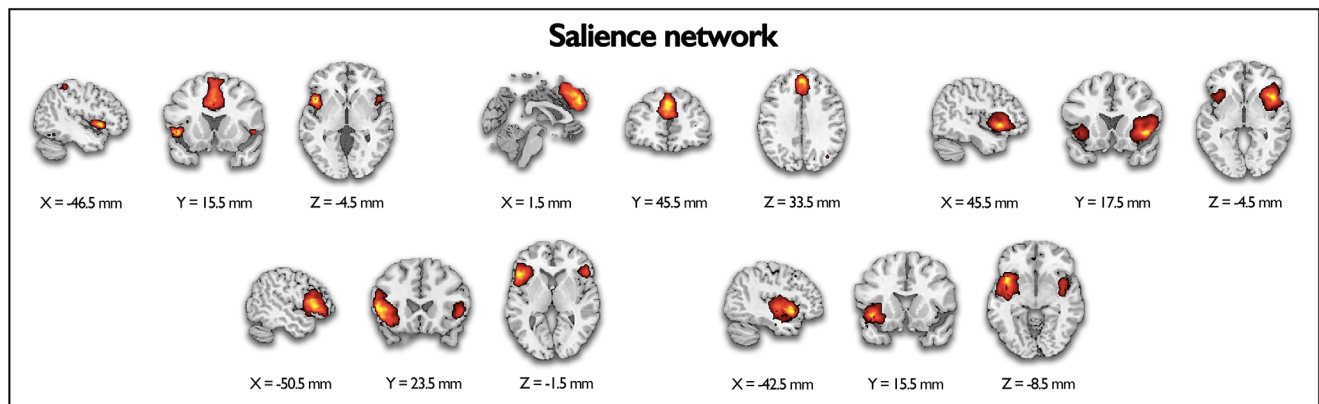 Salience network
X = -46.5 mm Y = 15.5 mm Z = -4.5 mm X = 1.5 mm Y = 45.5 mm Z = 33.5 mm X = 45.5 mm Y = 17.5 mm Z = -4.5 mm
X = -50.5 mm Y = 23.5 mm Z = -1.5 mm X = -42.5 mm Y = 15.5 mm Z = -8.5 mm